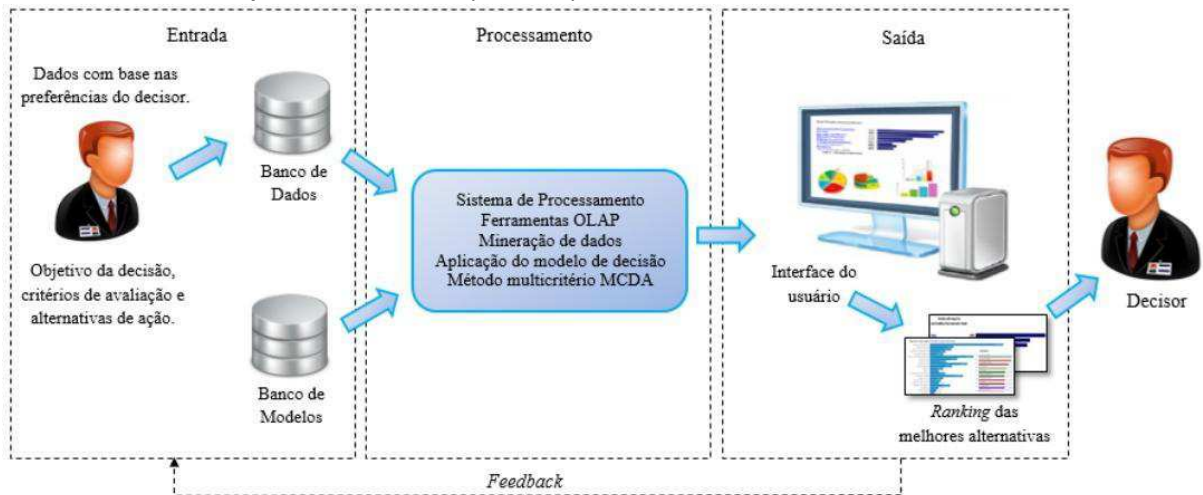 Entrada
Dados com base nas
preferências do decisor.
Banco de
Dados
Objetivo da decisão,
critérios de avaliação e
alternativas de ação.
Banco de
Modelos
Processamento
Sistema de Processamento
Ferramentas OLAP
Mineração de dados
Aplicação do modelo de decisão
Método multicritério MCDA
Saída
Interface do
usuário
Ranking das
melhores alternativas
Decisor
Feedback